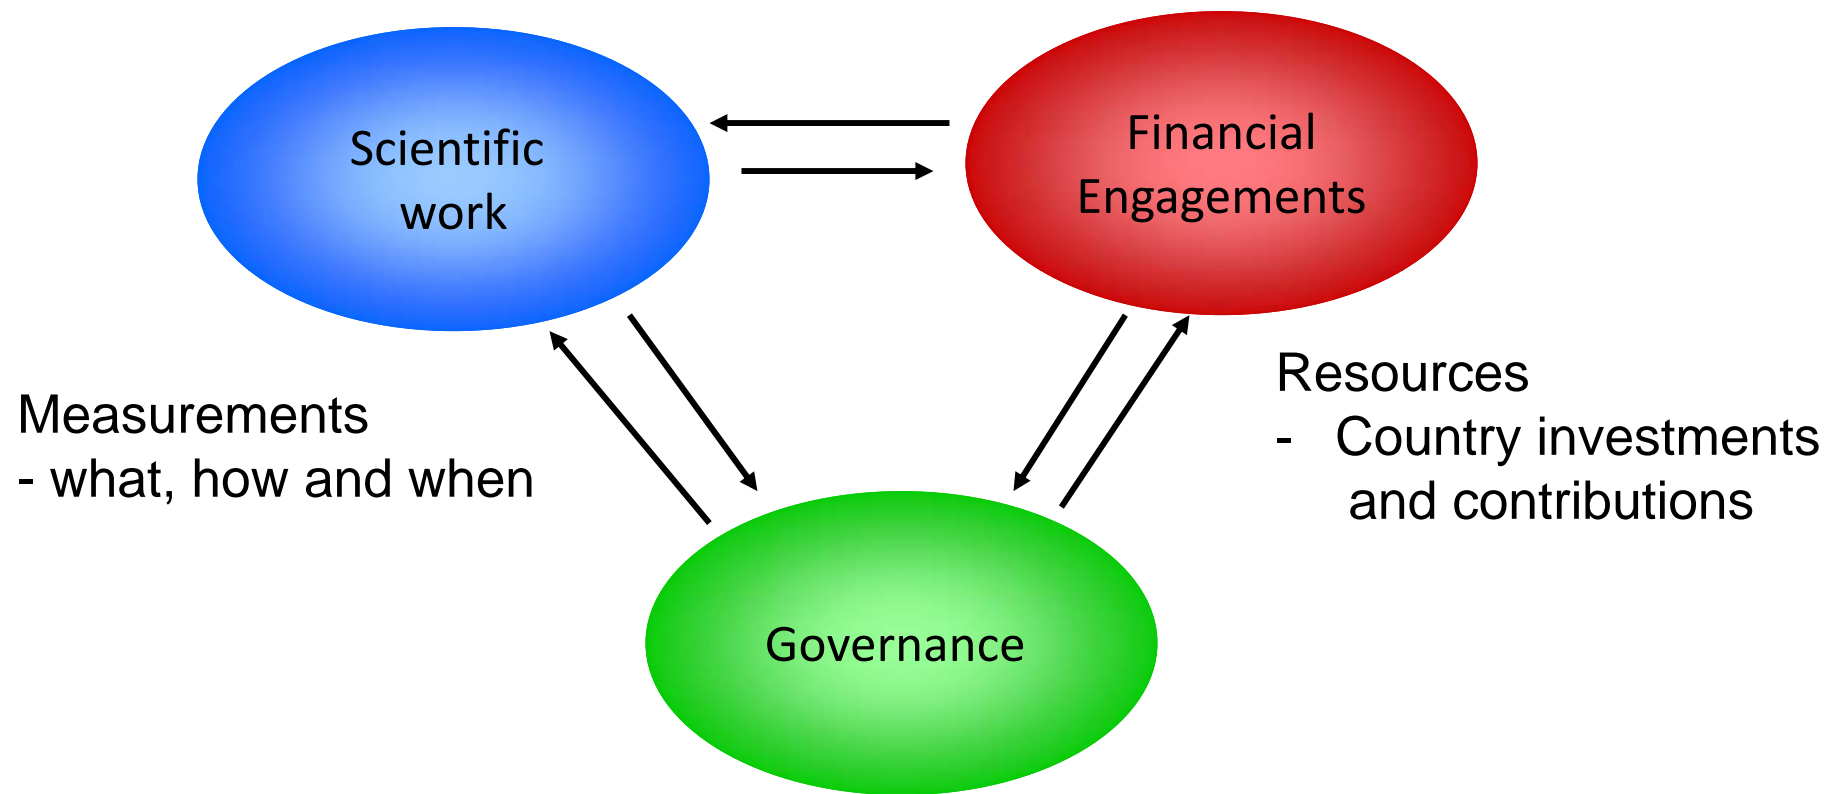 Scientific
work
Financial
Engagements
Measurements
- what, how and when
Resources
- Country investments
and contributions
Governance